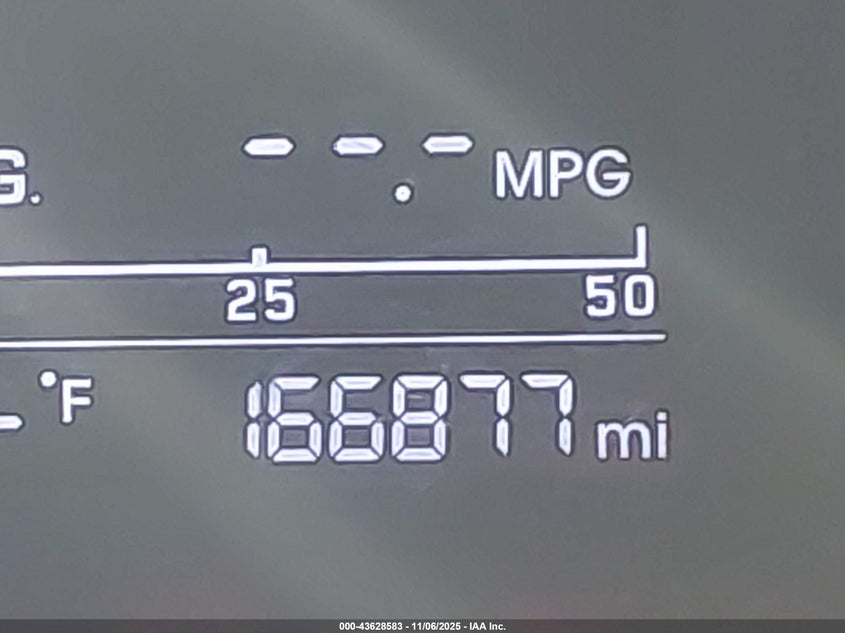 G. --.- MPG
25 50
- °F 166877 mi
000-43628583 - 11/06/2025 - IAA Inc.